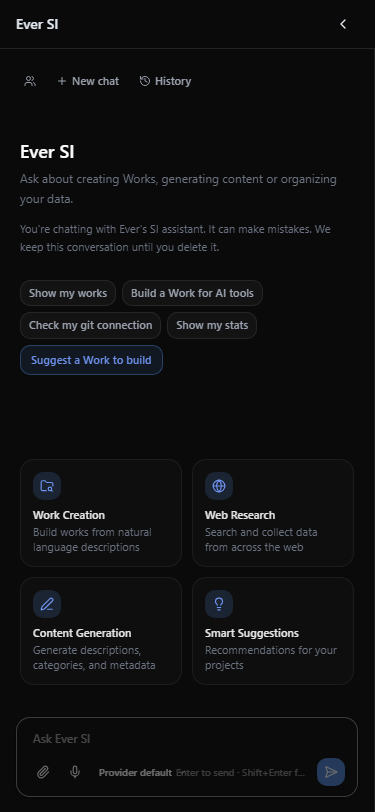 Ever SI
New chat
History
Ever SI
Ask about creating Works, generating content or organizing
your data.
You're chatting with Ever's SI assistant. It can make mistakes. We
keep this conversation until you delete it.
Show my works
Build a Work for AI tools
Check my git connection
Show my stats
Suggest a Work to build
Work Creation
Build works from natural
language descriptions
Web Research
Search and collect data
from across the web
Content Generation
Generate descriptions,
categories, and metadata
Smart Suggestions
Recommendations for your
projects
Ask Ever SI
Provider default Enter to send · Shift+Enter f...